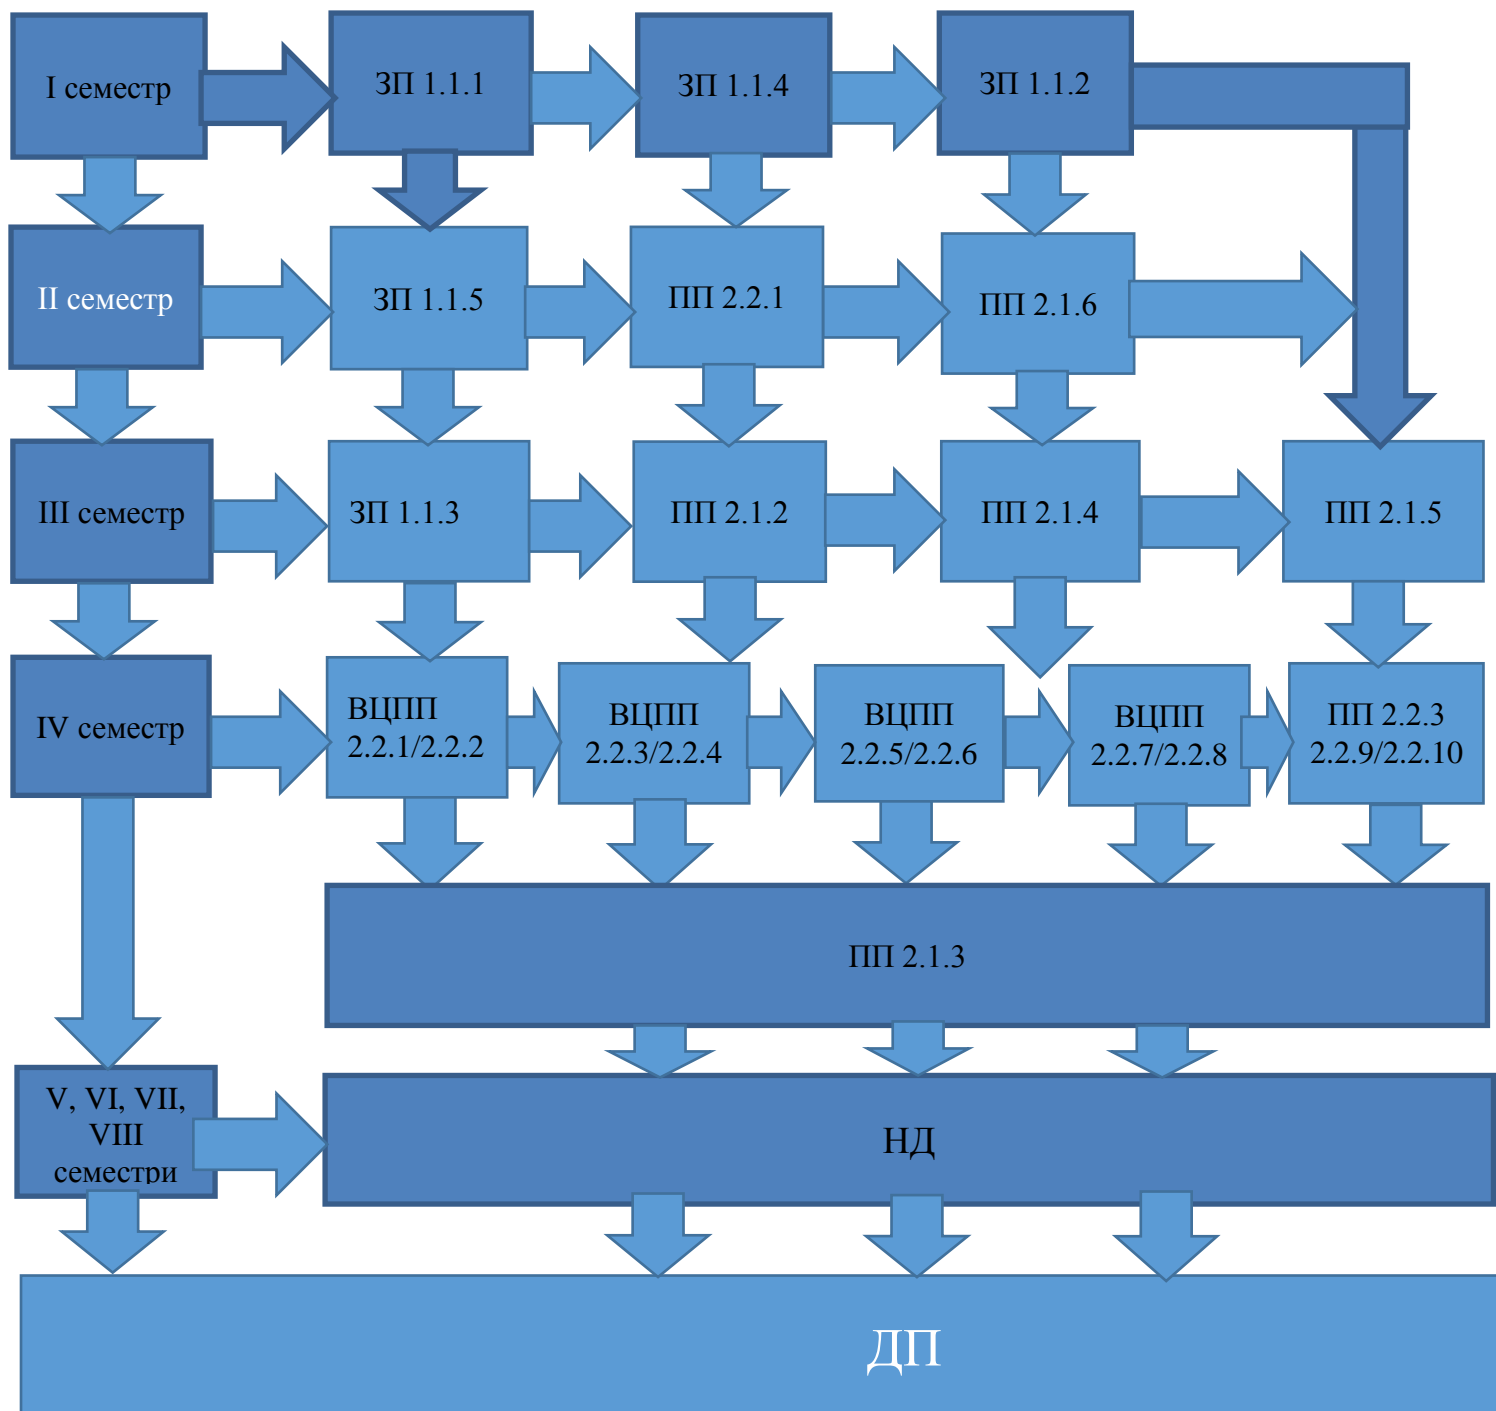 I семестр
ЗП 1.1.1
ЗП 1.1.4
ЗП 1.1.2
II семестр
ЗП 1.1.5
ПП 2.2.1
ПП 2.1.6
III семестр
ЗП 1.1.3
ПП 2.1.2
ПП 2.1.4
ПП 2.1.5
IV семестр
ВЦПП
2.2.1/2.2.2
ВЦПП
2.2.3/2.2.4
ВЦПП
2.2.5/2.2.6
ВЦПП
2.2.7/2.2.8
ПП 2.2.3
2.2.9/2.2.10
ПП 2.1.3
V, VI, VII,
VIII
семестри
НД
ДП